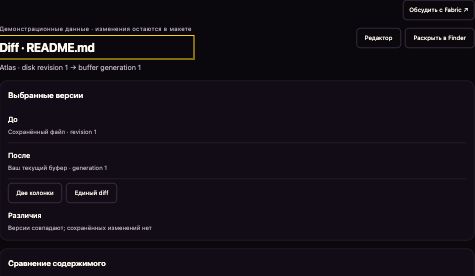 Обсудить с Fabric ↗
Демонстрационные данные · изменения остаются в макете
Diff · README.md
Редактор
Раскрыть в Finder
Atlas · disk revision 1 → buffer generation 1
Выбранные версии
До
Сохранённый файл · revision 1
После
Ваш текущий буфер · generation 1
Две колонки
Единый diff
Различия
Версии совпадают; сохранённых изменений нет
Сравнение содержимого